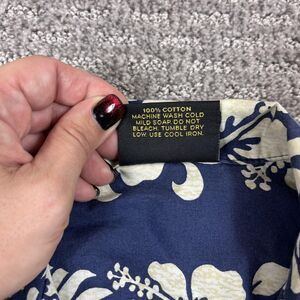 100% COTTON
MACHINE WASH COLD
MILD SOAP. DO NOT
BLEACH. TUMBLE DRY
LOW. USE COOL IRON.